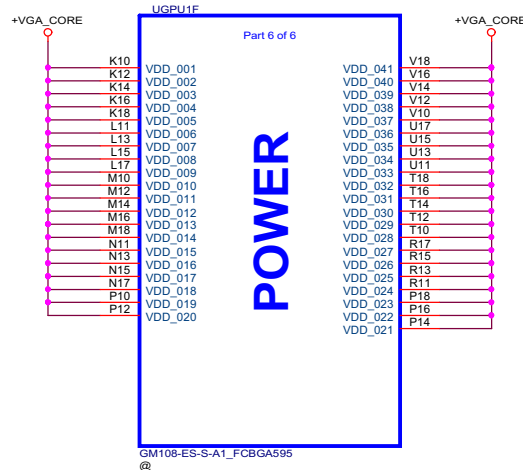 UGPU1F
+VGA_CORE
+VGA_CORE
Part 6 of 6
K10 VDD_001
K12 VDD_002
K14 VDD_003
K16 VDD_004
K18 VDD_005
L11 VDD_006
L13 VDD_007
L15 VDD_008
L17 VDD_009
M10 VDD_010
M12 VDD_011
M14 VDD_012
M16 VDD_013
M18 VDD_014
N11 VDD_015
N13 VDD_016
N15 VDD_017
N17 VDD_018
P10 VDD_019
P12 VDD_020
POWER
VDD_041 V18
VDD_040 V16
VDD_039 V14
VDD_038 V12
VDD_037 V10
VDD_036 U17
VDD_035 U15
VDD_034 U13
VDD_033 U11
VDD_032 T18
VDD_031 T16
VDD_030 T14
VDD_029 T12
VDD_028 T10
VDD_027 R17
VDD_026 R15
VDD_025 R13
VDD_024 R11
VDD_023 P18
VDD_022 P16
VDD_021 P14
GM108-ES-S-A1_FCBGA595
@